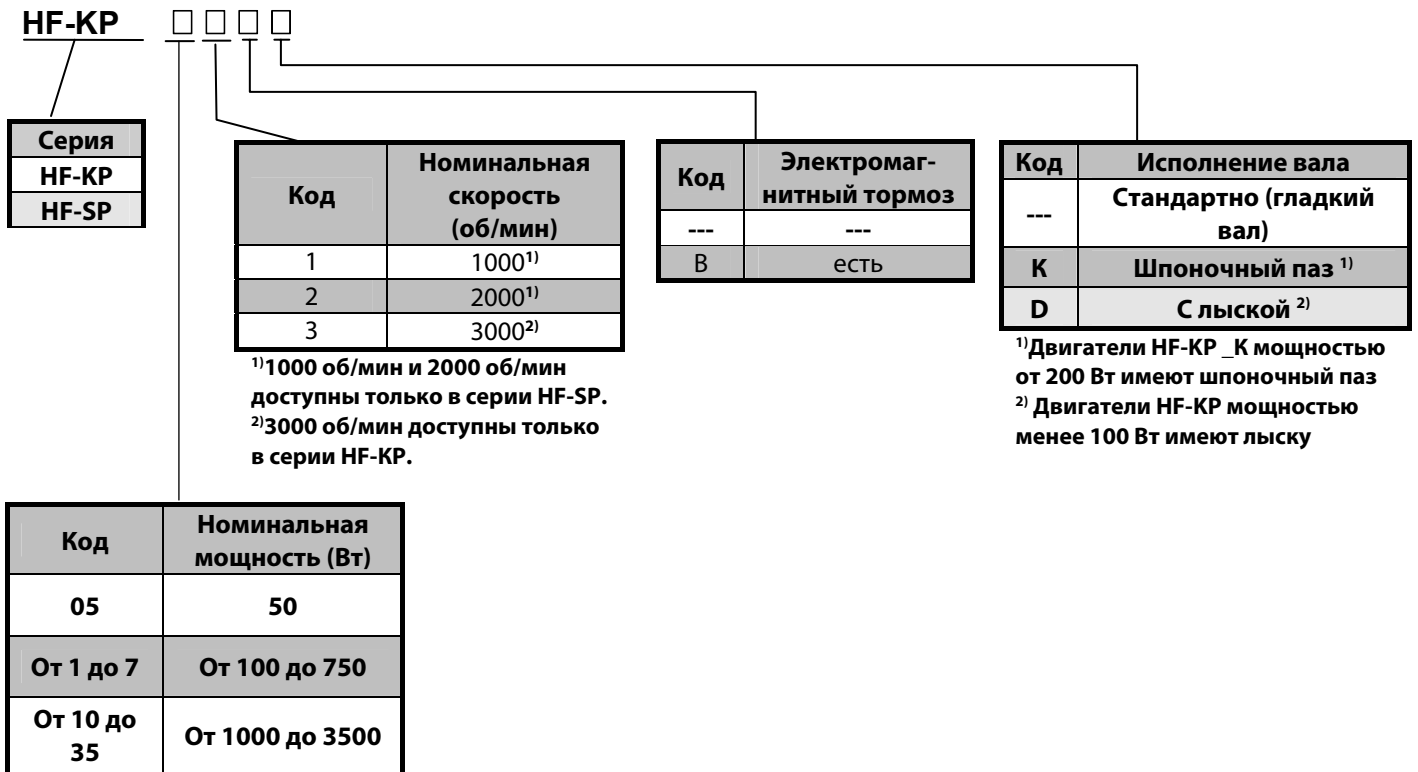 HF-KP □ □ □ □
Серия
HF-KP
HF-SP
Код
Номинальная
скорость
(об/мин)
1 1000¹⁾
2 2000¹⁾
3 3000²⁾
¹⁾1000 об/мин и 2000 об/мин
доступны только в серии HF-SP.
²⁾3000 об/мин доступны только
в серии HF-KP.
Код
Электромаг-
нитный тормоз
--- ---
B есть
Код Исполнение вала
---
Стандартно (гладкий
вал)
K Шпоночный паз ¹⁾
D С лыской ²⁾
¹⁾Двигатели HF-KP _K мощностью
от 200 Вт имеют шпоночный паз
²⁾ Двигатели HF-KP мощностью
менее 100 Вт имеют лыску
Код
Номинальная
мощность (Вт)
05 50
От 1 до 7 От 100 до 750
От 10 до
35
От 1000 до 3500